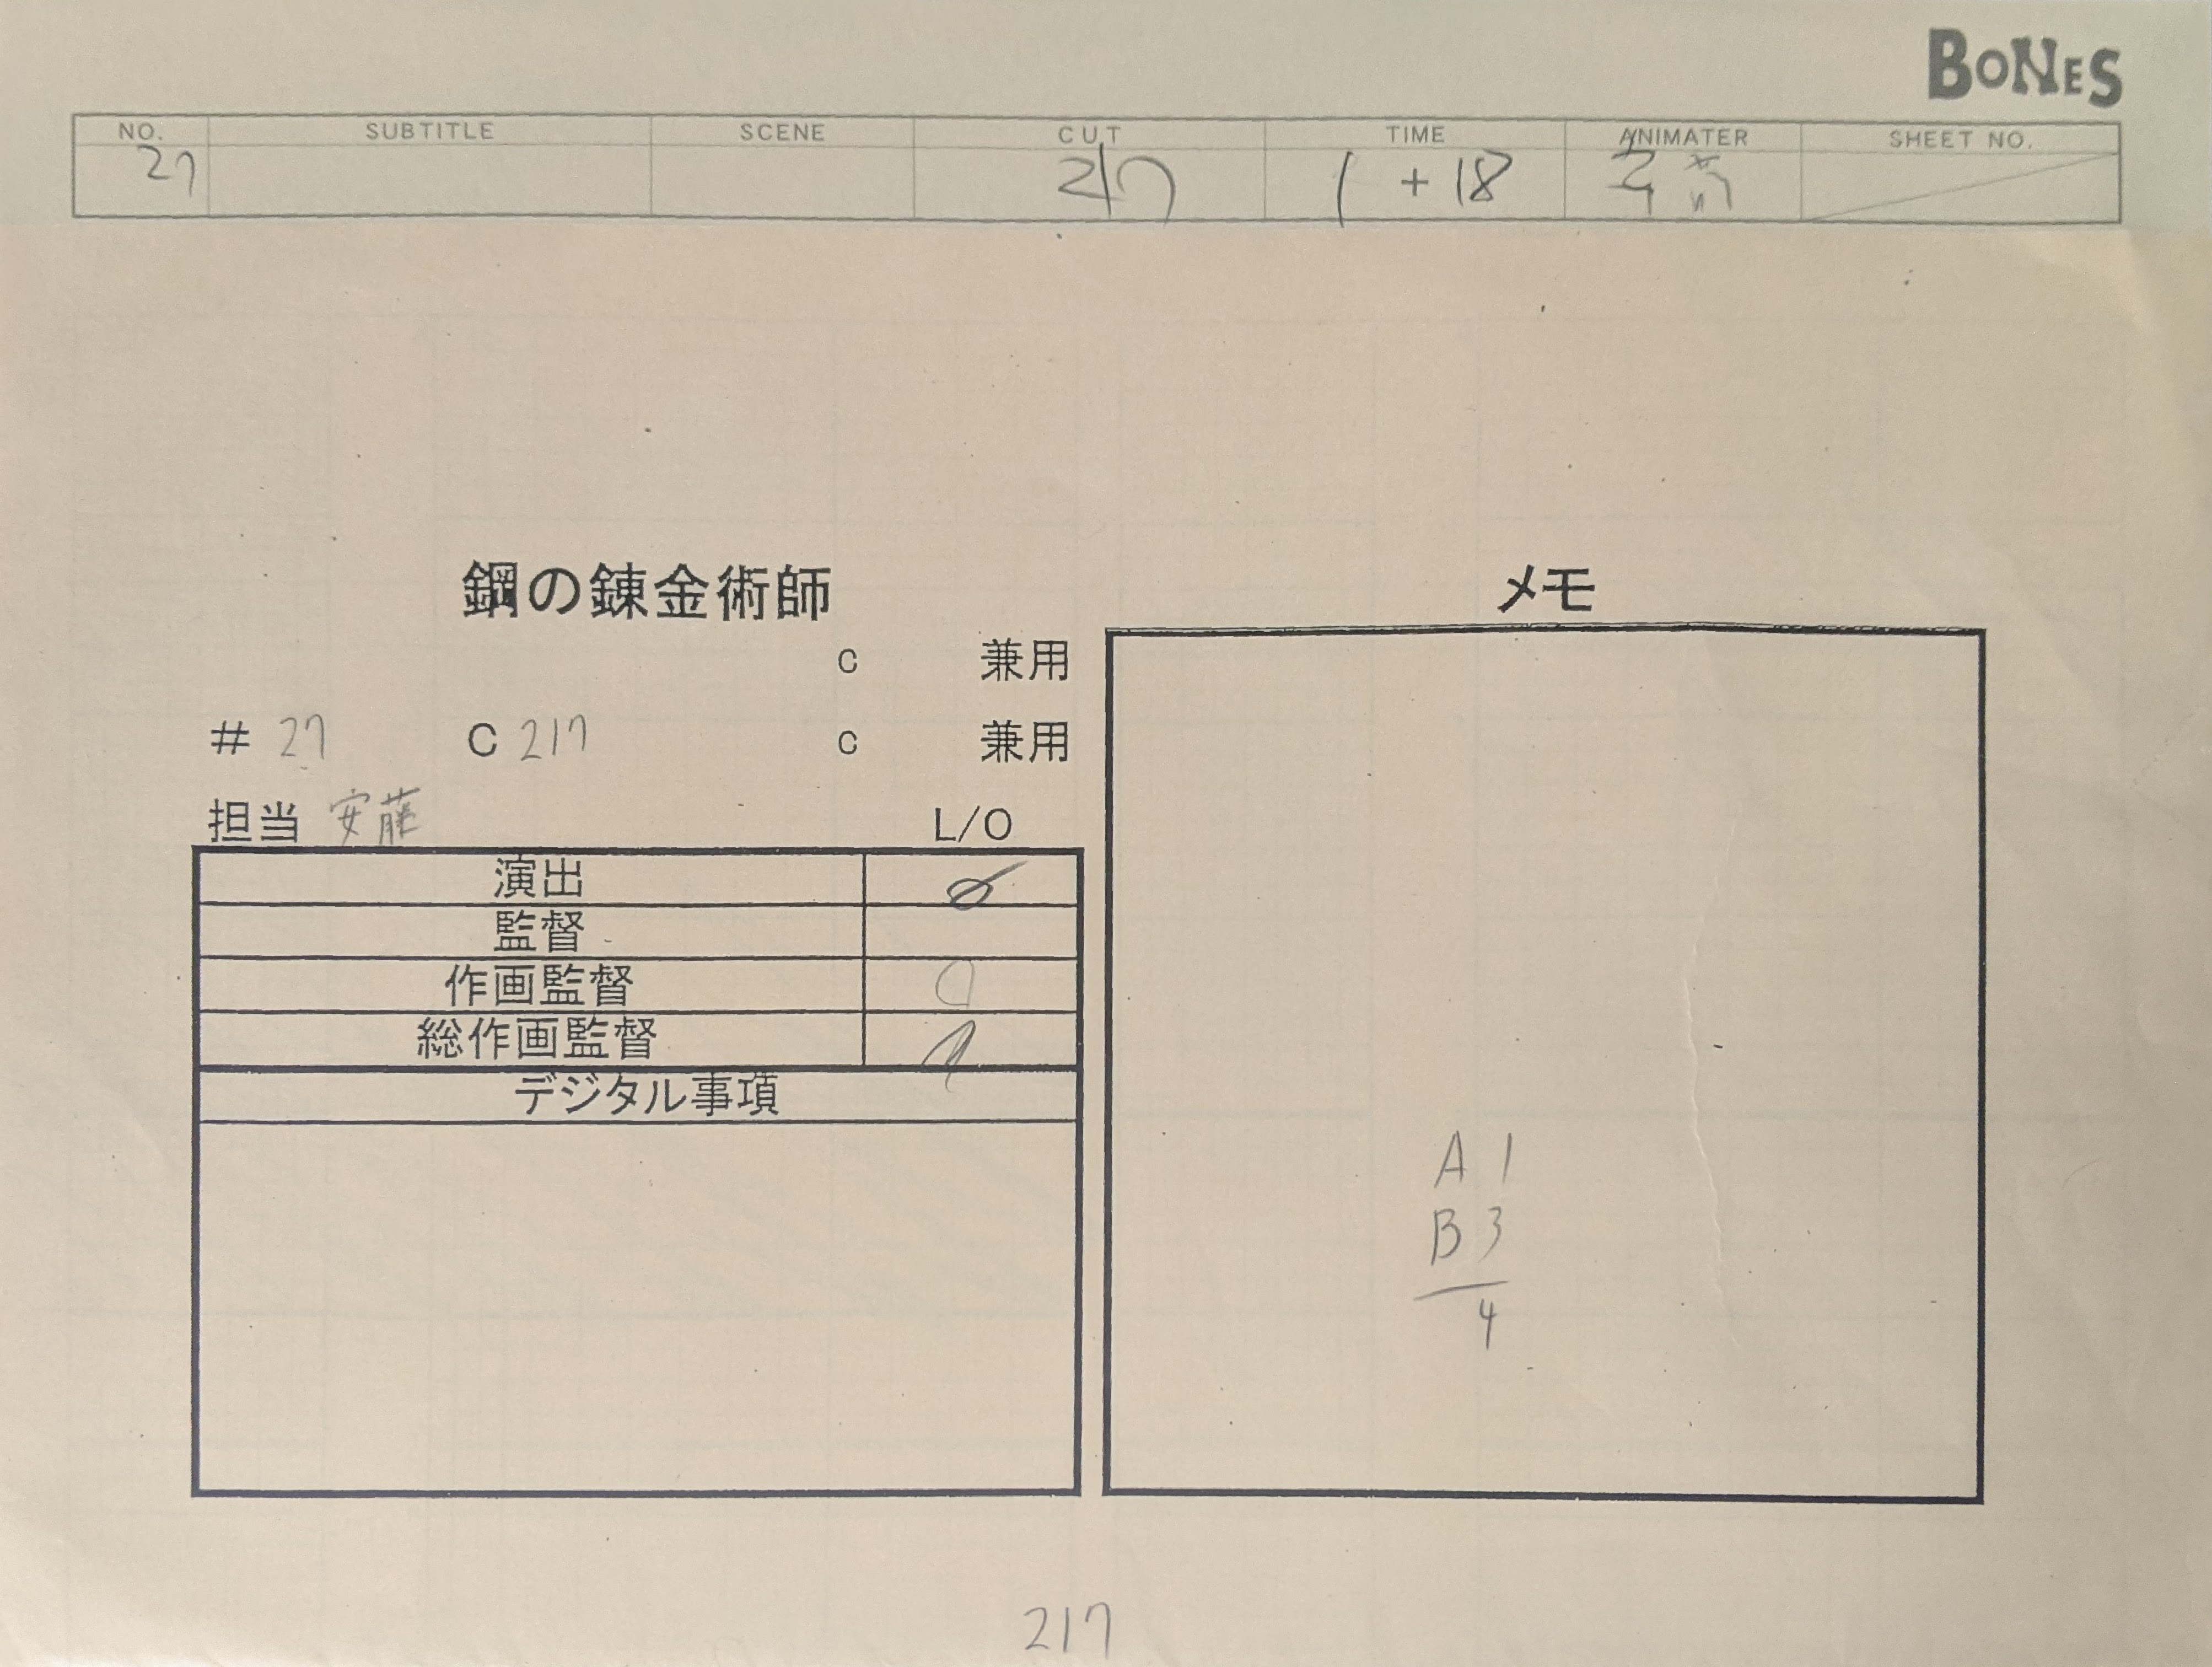 BONES
NO. SUBTITLE SCENE CUT TIME ANIMATER SHEET NO.
27 217 1 + 18 安藤
鋼の錬金術師
メモ
c 兼用
# 27 C 217 c 兼用
担当 安藤 L/O
演出
監督
作画監督
総作画監督
デジタル事項
A 1
B 3
4
217